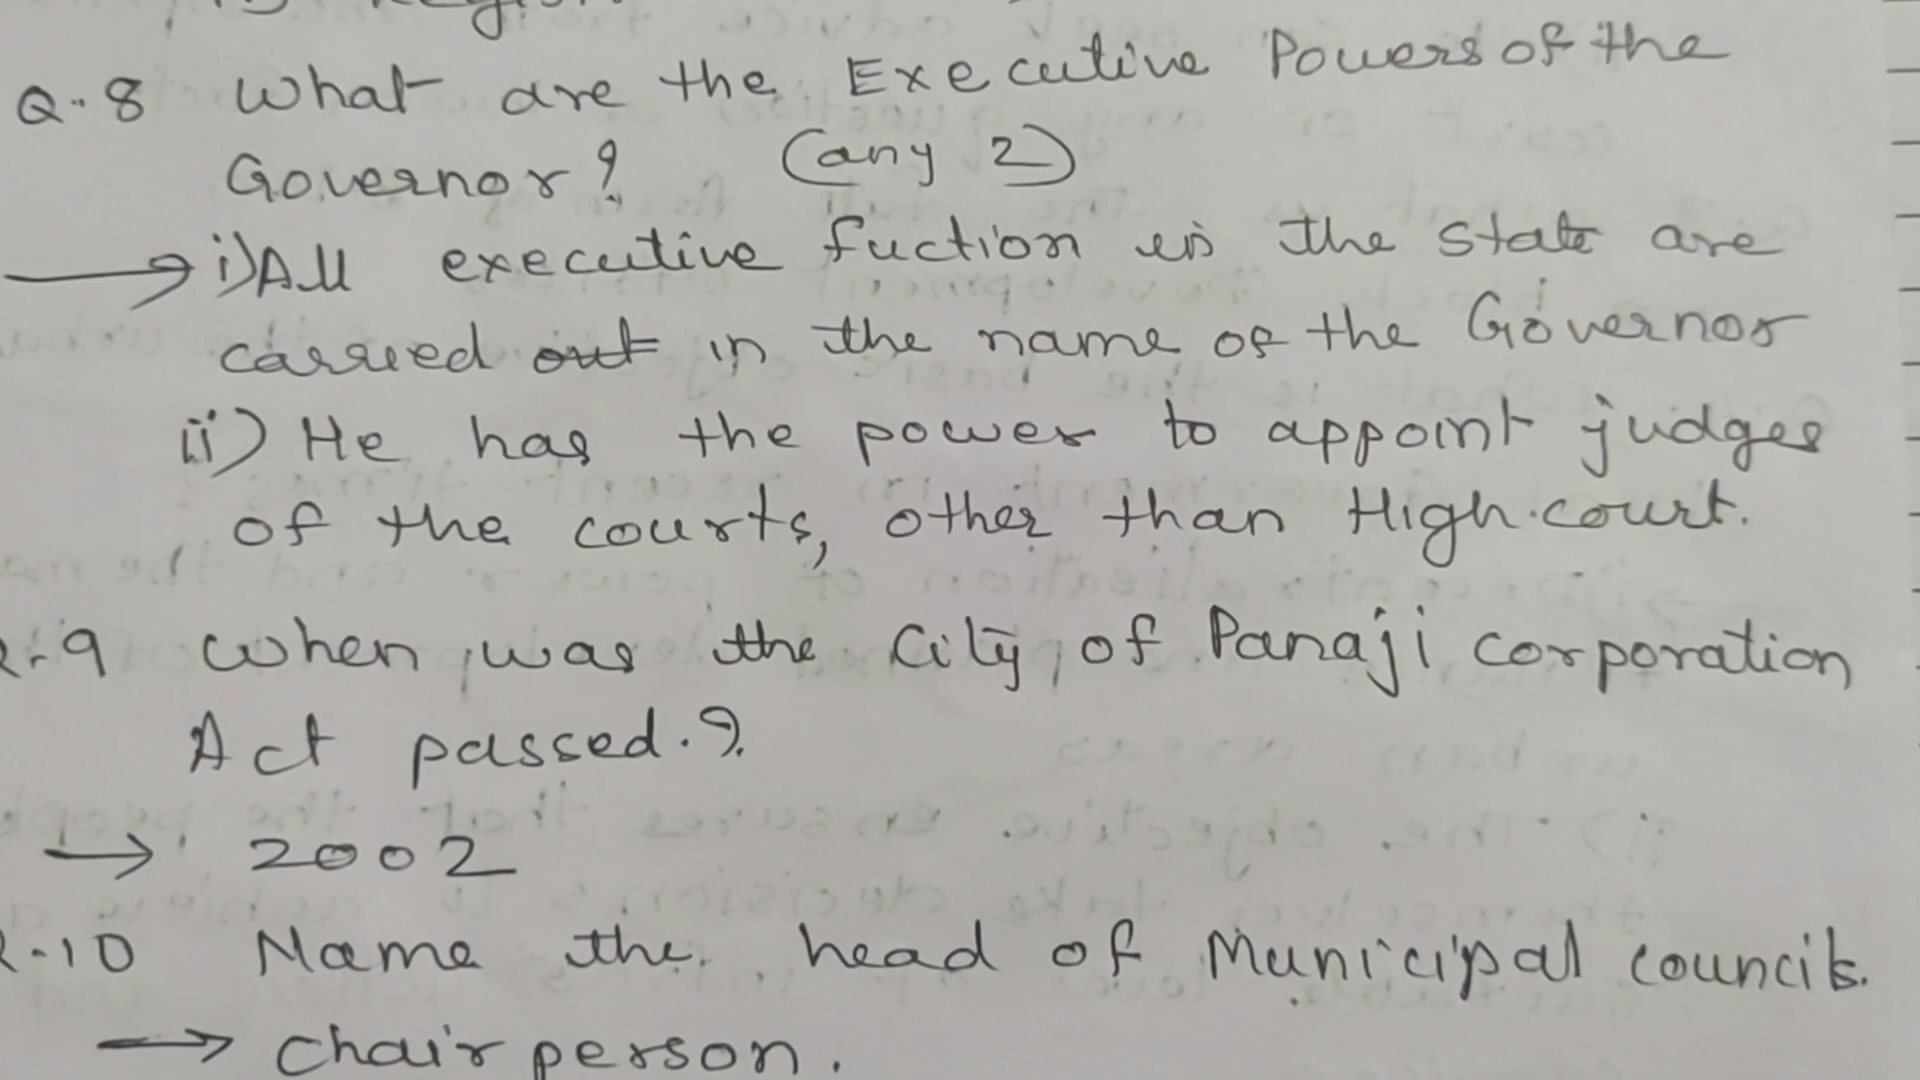 Q.8 What are the Executive Powers of the
Governor? (any 2)
→ i) All executive fuction in the state are
carried out in the name of the Governor
ii) He has the power to appoint judges
of the courts, other than High court.
.9 When was the City of Panaji corporation
Act passed.?
→ 2002
.10 Name the head of Municipal councils.
→ Chairperson.